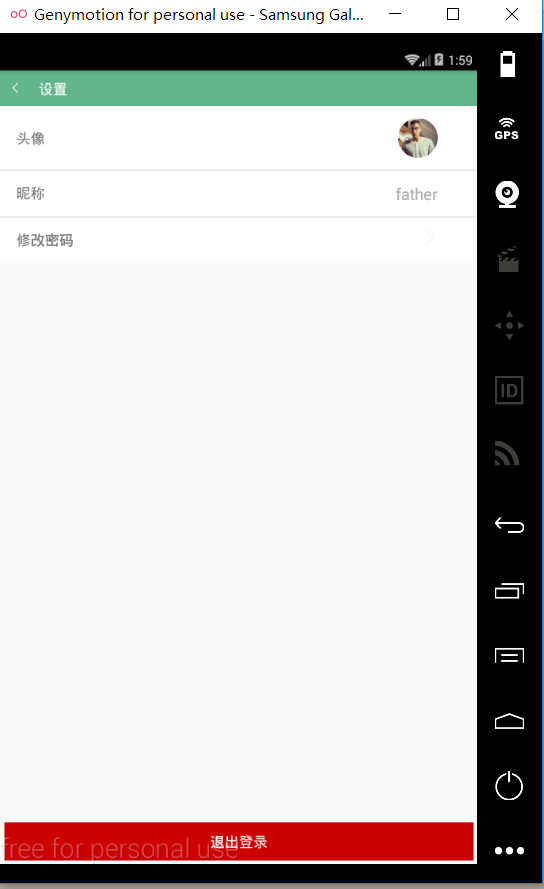 Genymotion for personal use - Samsung Gal...
1:59
设置
头像
昵称 father
修改密码
GPS
ID
退出登录
free for personal use